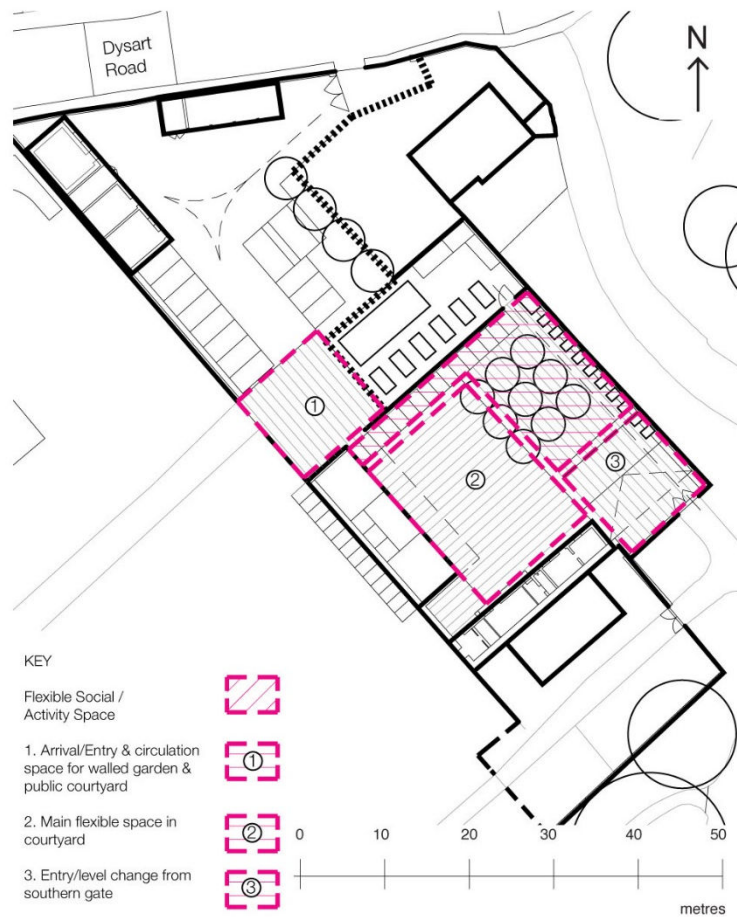 Dysart
Road
N
1
2
3
KEY
Flexible Social /
Activity Space
1. Arrival/Entry & circulation
space for walled garden &
public courtyard
1
2. Main flexible space in
courtyard
2
3. Entry/level change from
southern gate
3
0 10 20 30 40 50
metres